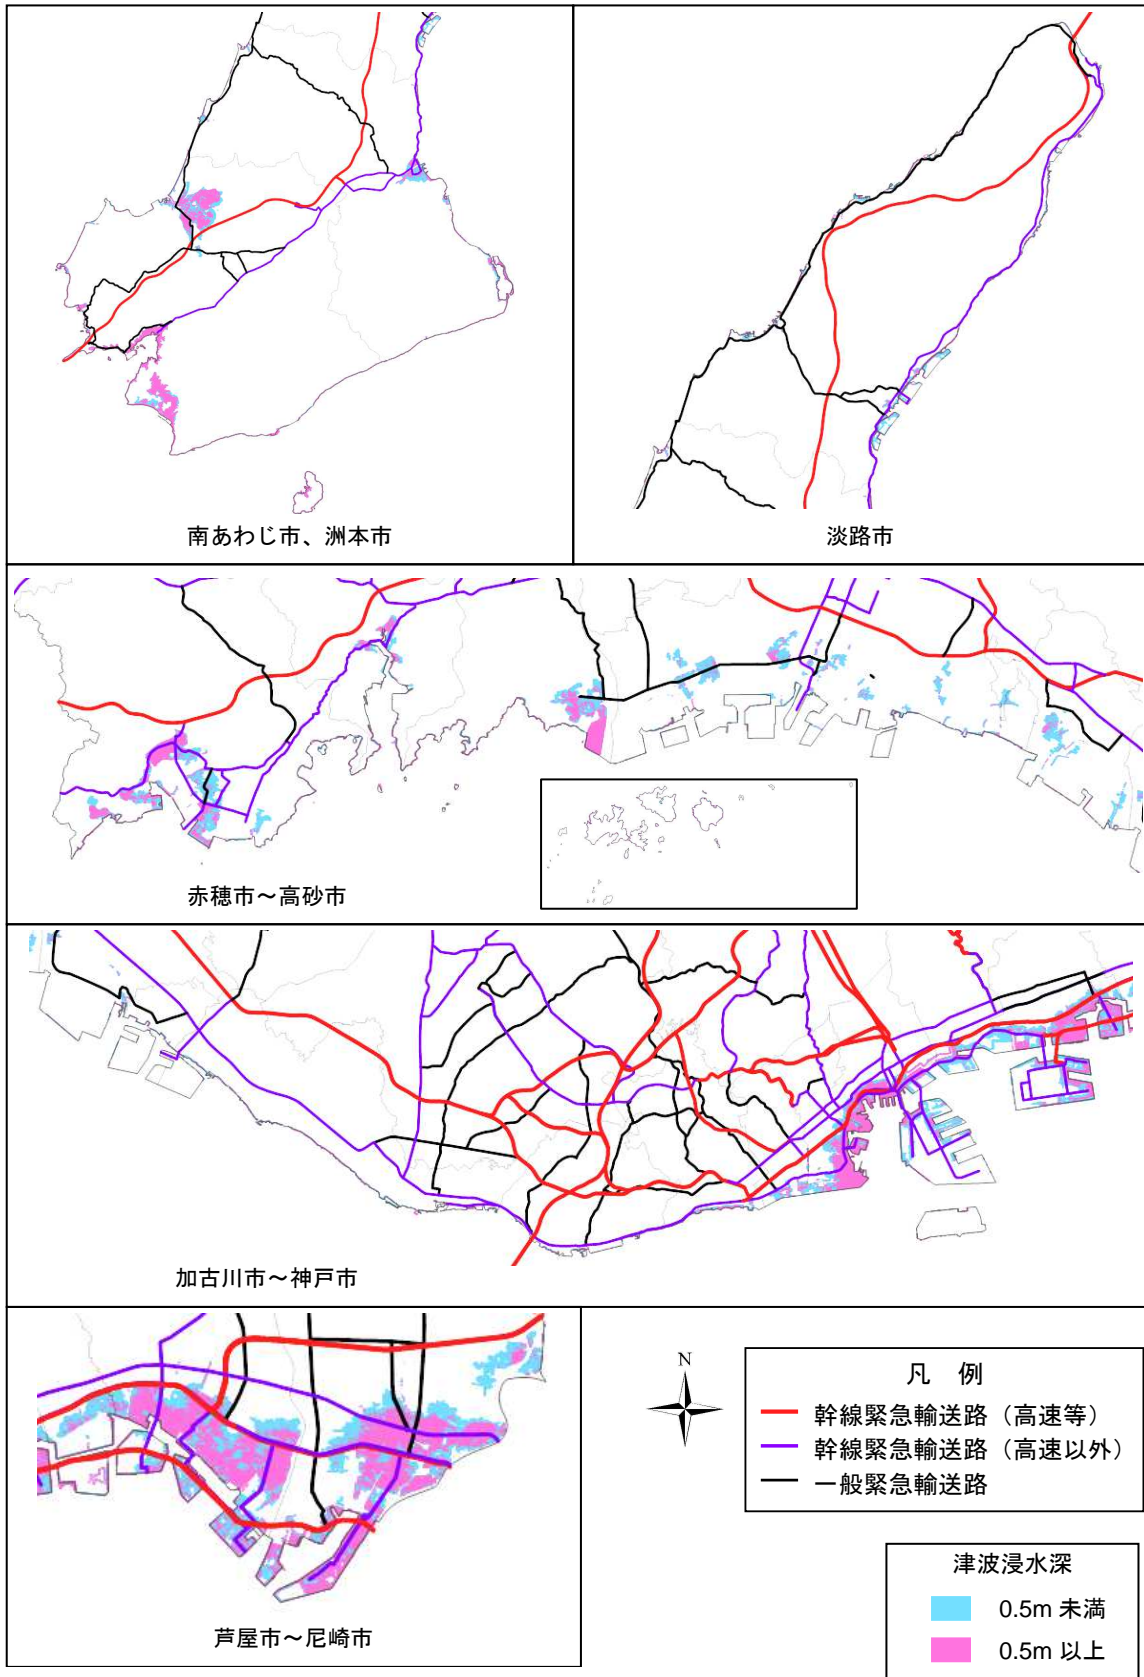 南あわじ市、洲本市
淡路市
赤穂市～高砂市
加古川市～神戸市
芦屋市～尼崎市
N
凡 例
幹線緊急輸送路（高速等）
幹線緊急輸送路（高速以外）
一般緊急輸送路
津波浸水深
0.5m 未満
0.5m 以上